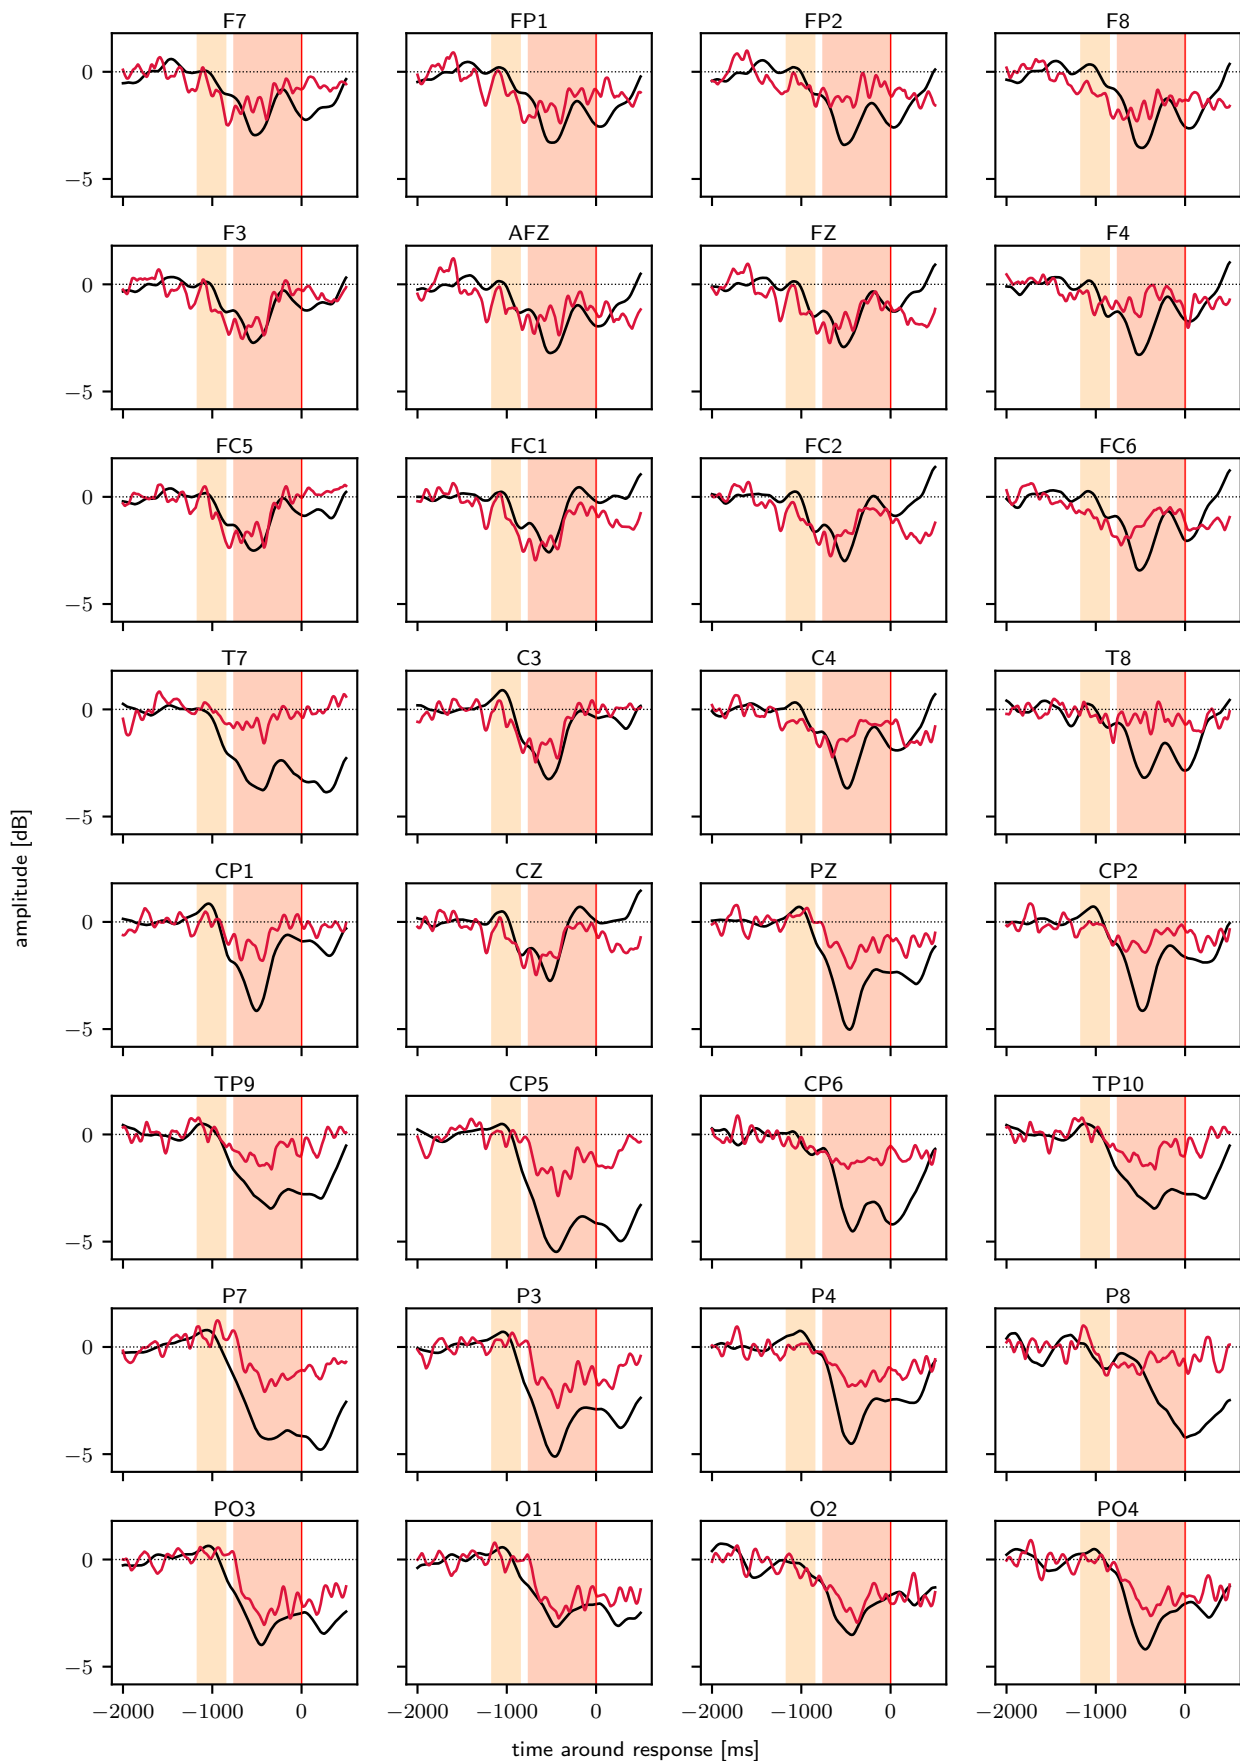 F7 FP1 FP2 F8
0
−5
F3 AFZ FZ F4
0
−5
FC5 FC1 FC2 FC6
0
−5
T7 C3 C4 T8
0
−5
amplitude [dB]
CP1 CZ PZ CP2
0
−5
TP9 CP5 CP6 TP10
0
−5
P7 P3 P4 P8
0
−5
PO3 O1 O2 PO4
0
−5
−2000 −1000 0 −2000 −1000 0 −2000 −1000 0 −2000 −1000 0
time around response [ms]